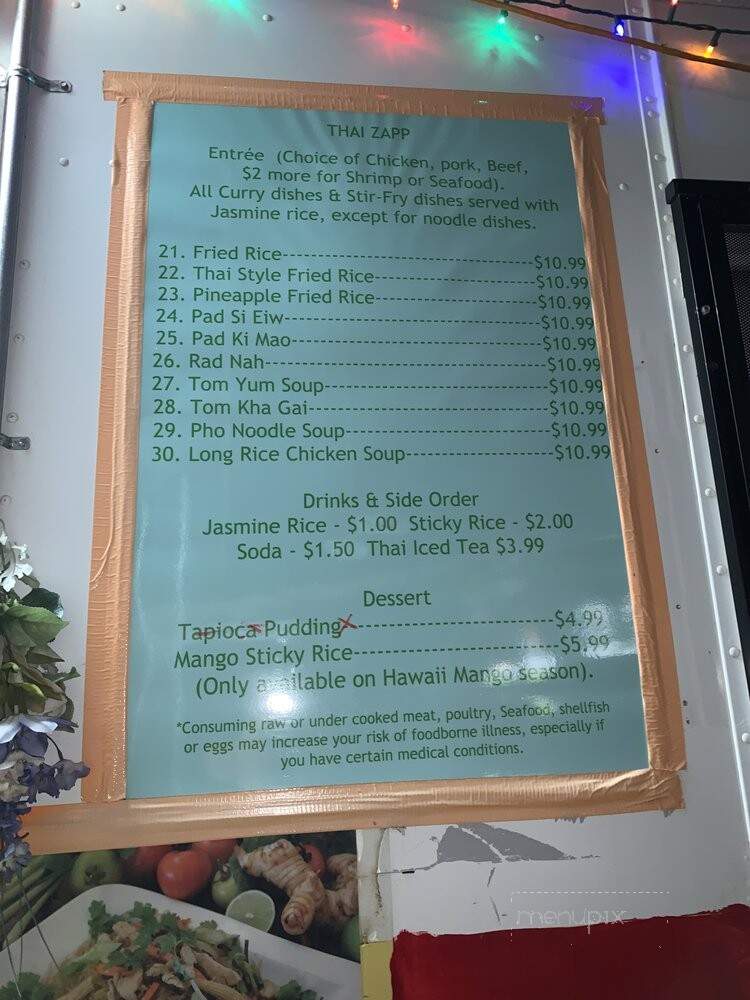 THAI ZAPP
Entrée (Choice of Chicken, pork, Beef,
$2 more for Shrimp or Seafood).
All Curry dishes & Stir-Fry dishes served with
Jasmine rice, except for noodle dishes.
21. Fried Rice--------------------------------$10.99
22. Thai Style Fried Rice--------------------$10.99
23. Pineapple Fried Rice--------------------$10.99
24. Pad Si Eiw--------------------------------$10.99
25. Pad Ki Mao-------------------------------$10.99
26. Rad Nah-----------------------------------$10.99
27. Tom Yum Soup---------------------------$10.99
28. Tom Kha Gai-----------------------------$10.99
29. Pho Noodle Soup------------------------$10.99
30. Long Rice Chicken Soup-----------------$10.99
Drinks & Side Order
Jasmine Rice - $1.00 Sticky Rice - $2.00
Soda - $1.50 Thai Iced Tea $3.99
Dessert
Tapioca Pudding-------------------------$4.99
Mango Sticky Rice-------------------------$5.99
(Only available on Hawaii Mango season).
*Consuming raw or under cooked meat, poultry, Seafood, shellfish
or eggs may increase your risk of foodborne illness, especially if
you have certain medical conditions.
menupix